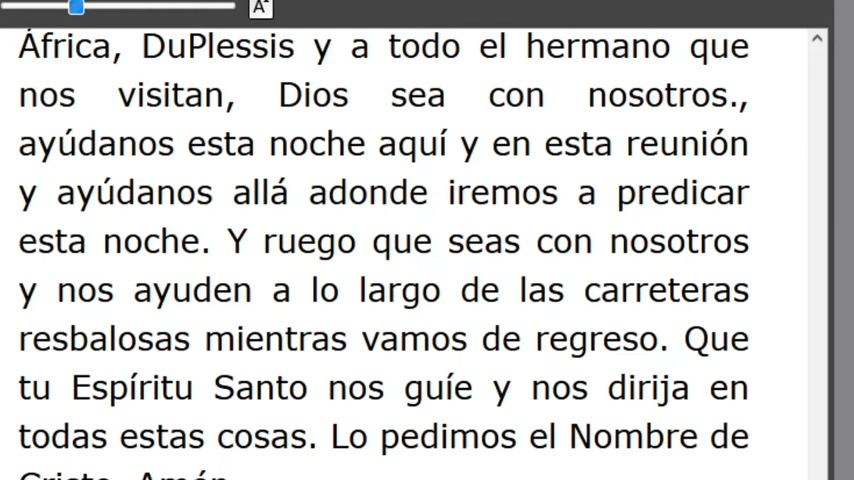 A
África, DuPlessis y a todo el hermano que
nos visitan, Dios sea con nosotros.,
ayúdanos esta noche aquí y en esta reunión
y ayúdanos allá adonde iremos a predicar
esta noche. Y ruego que seas con nosotros
y nos ayuden a lo largo de las carreteras
resbalosas mientras vamos de regreso. Que
tu Espíritu Santo nos guíe y nos dirija en
todas estas cosas. Lo pedimos el Nombre de
Cristo. Amén